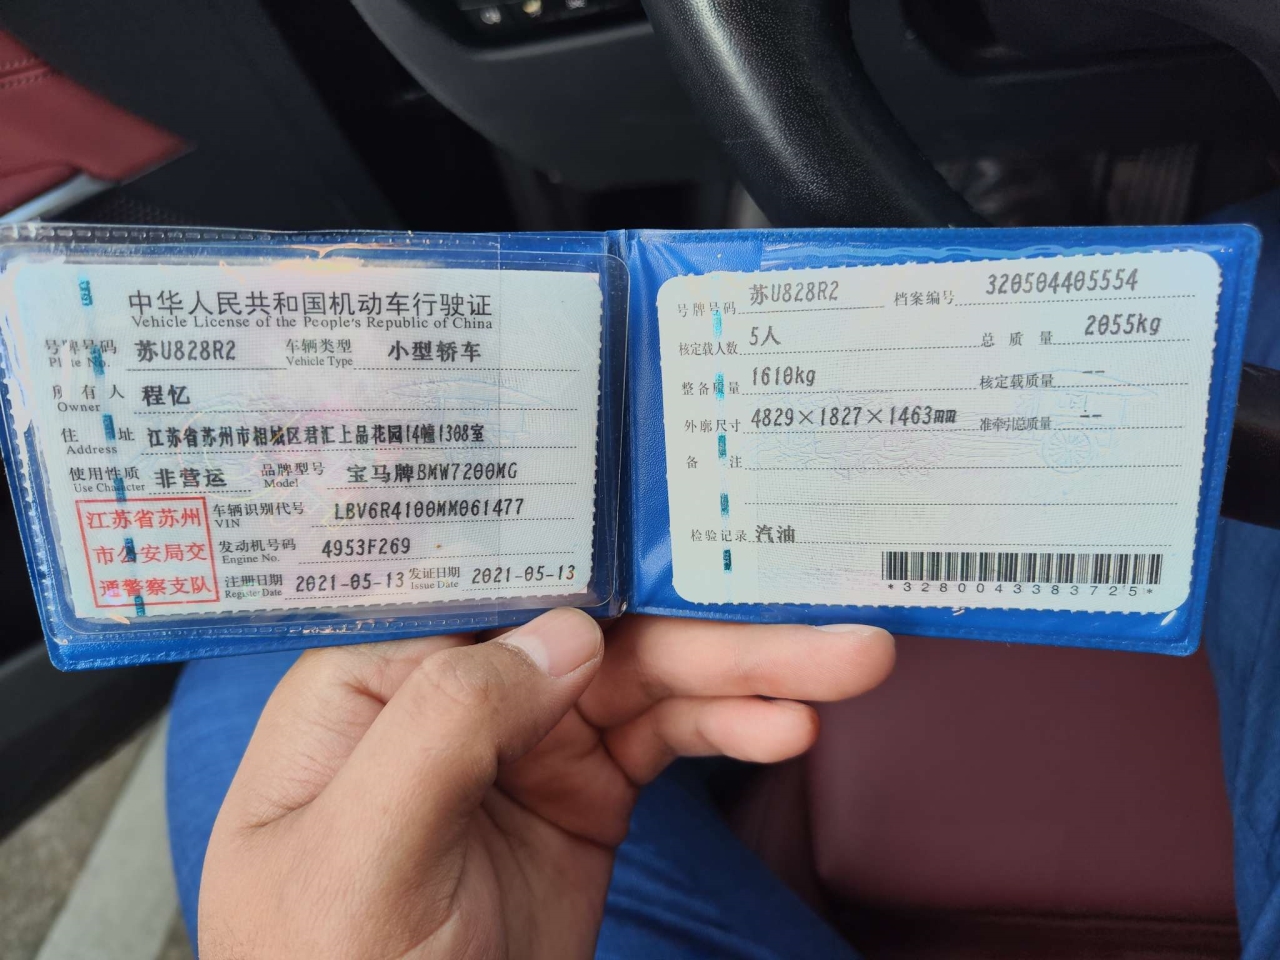 中华人民共和国机动车行驶证
Vehicle License of the People's Republic of China
号牌号码 苏U828R2 车辆类型 小型轿车
Plate No. Vehicle Type
所有人 程忆
Owner
住址 江苏省苏州市相城区君汇上品花园14幢1308室
Address
使用性质 非营运 品牌型号 宝马牌BMW7200MG
Use Character Model
江苏省苏州
市公安局交
通警察支队
车辆识别代号 LBV6R4100MM061477
VIN
发动机号码 4953F269
Engine No.
注册日期 2021-05-13 发证日期 2021-05-13
Register Date Issue Date
号牌号码 苏U828R2 档案编号 320504405554
核定载人数 5人 总质量 2055kg
整备质量 1610kg 核定载质量 --
外廓尺寸 4829×1827×1463mm 准牵引总质量 --
备注
检验记录 汽油
*3280043383725*